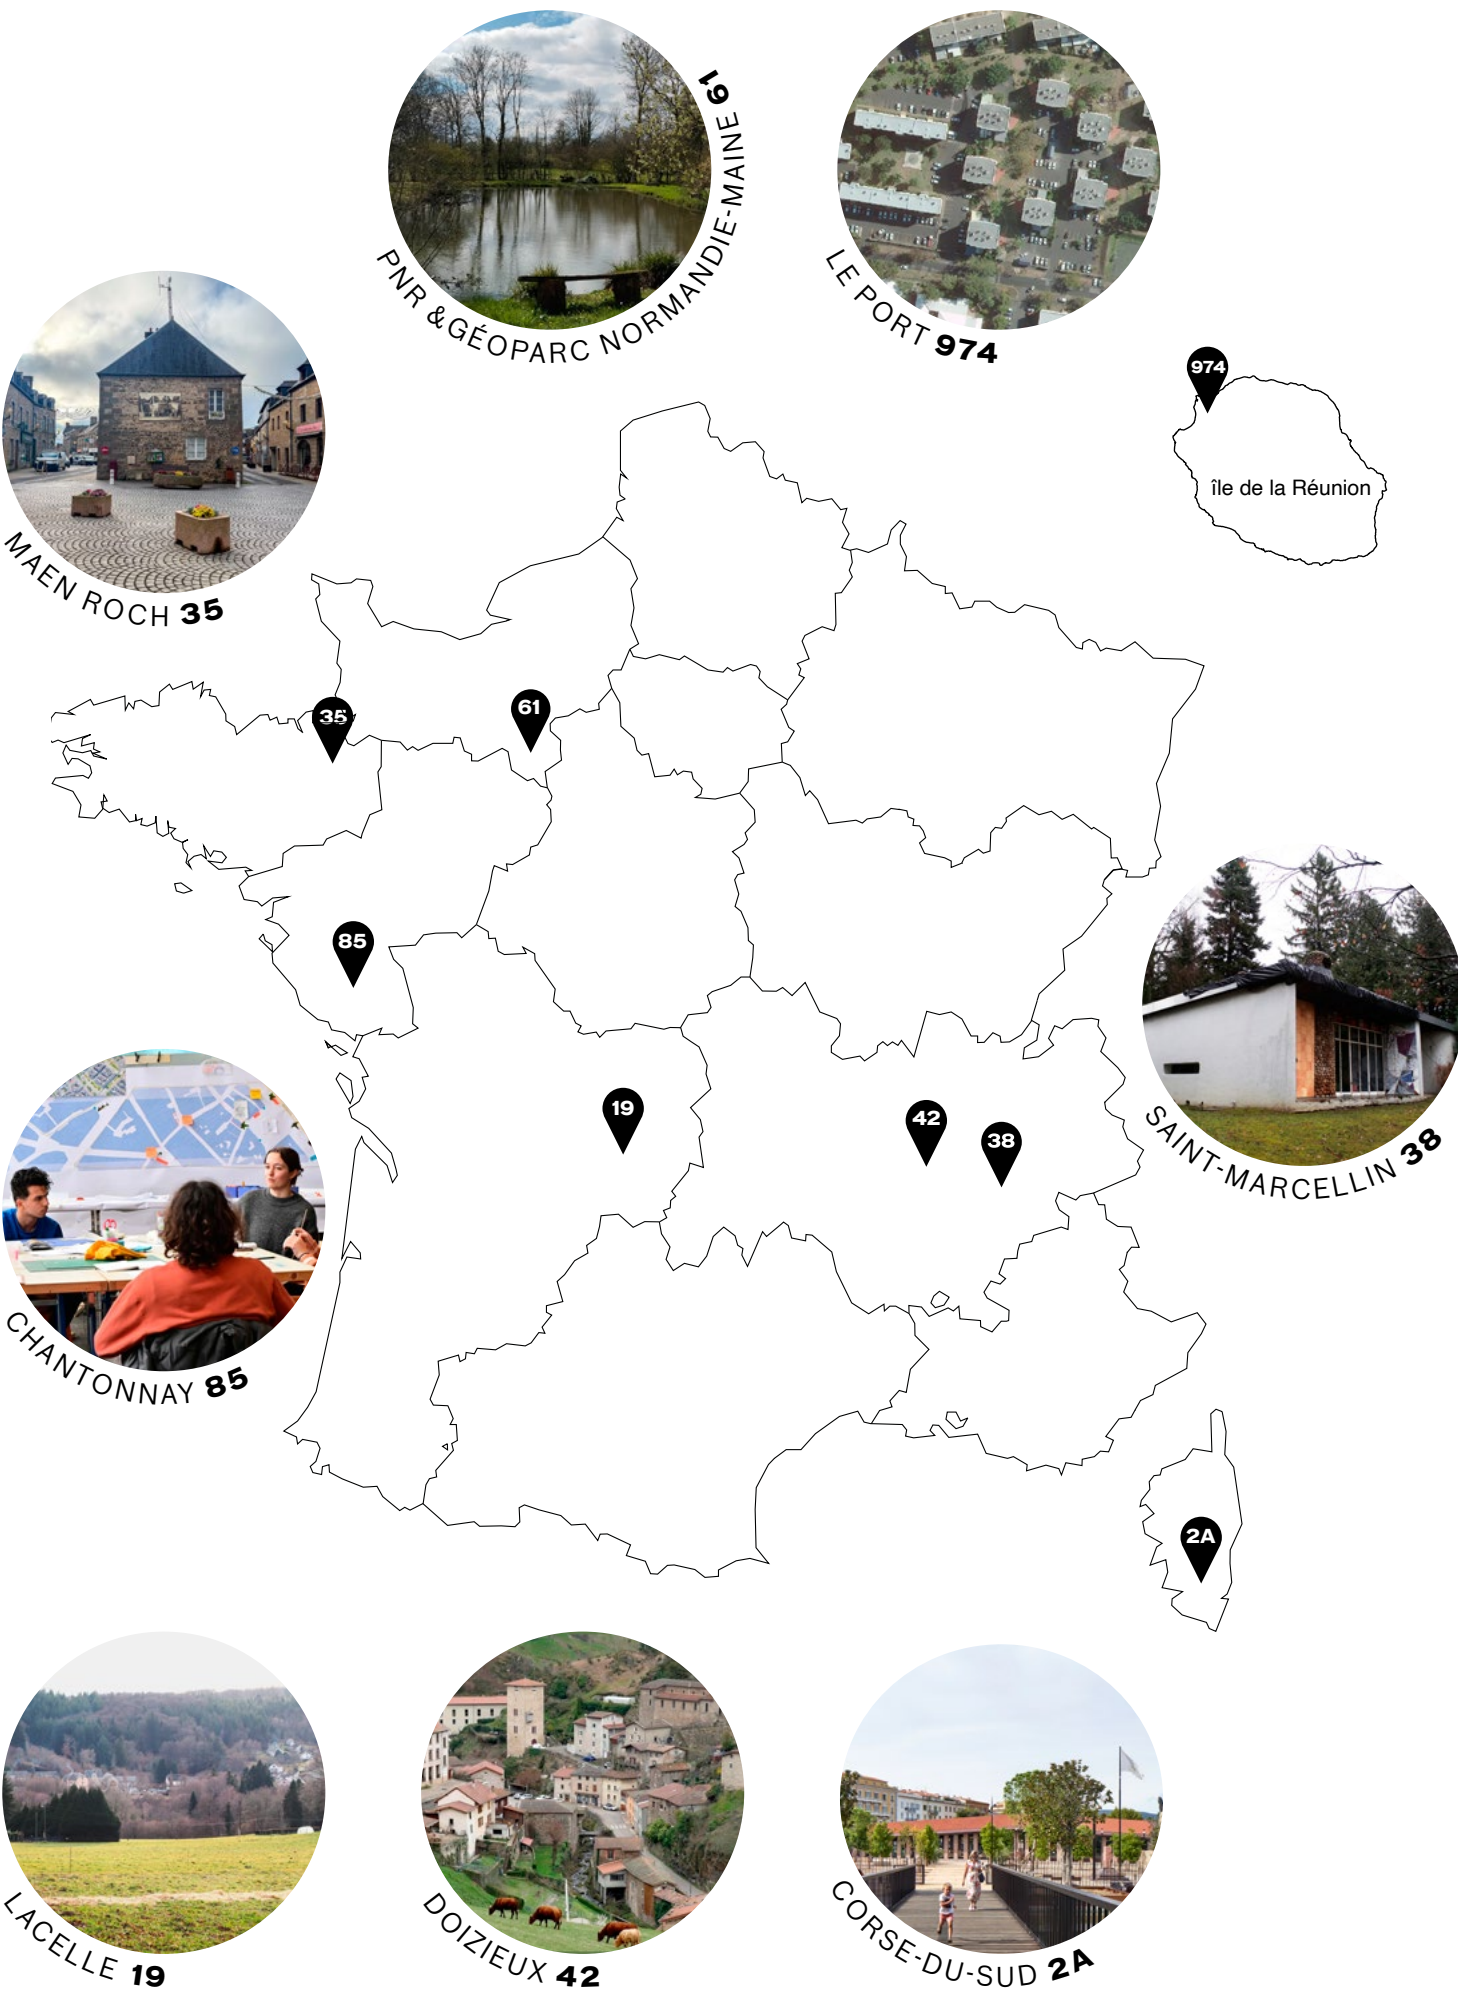 PNR &GÉOPARC NORMANDIE-MAINE 61
LE PORT 974
974
île de la Réunion
MAEN ROCH 35
35
61
85
SAINT-MARCELLIN 38
CHANTONNAY 85
19
42
38
2A
LACELLE 19
DOIZIEUX 42
CORSE-DU-SUD 2A